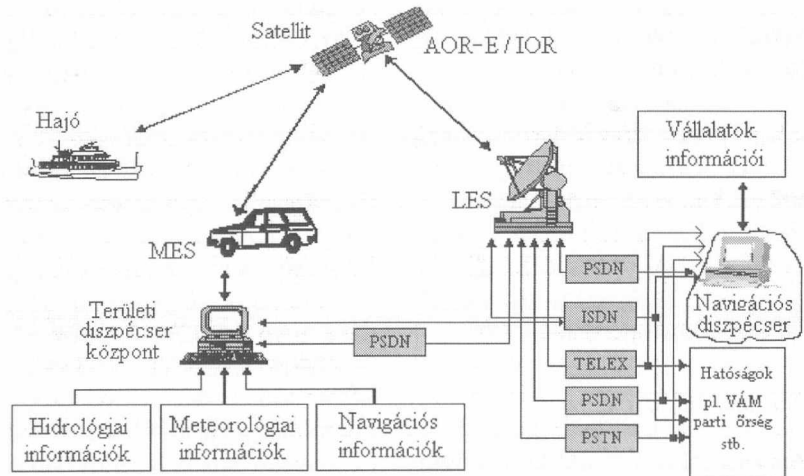 Satellit
AOR-E / IOR
Hajó
Vállalatok
információi
LES
MES
PSDN
Navigációs
diszpécser
Területi
diszpécser
központ
ISDN
PSDN
TELEX
Hatóságok
pl. VÁM
parti őrség
stb.
PSDN
PSTN
Hidrológiai
információk
Meteorológiai
információk
Navigációs
információk